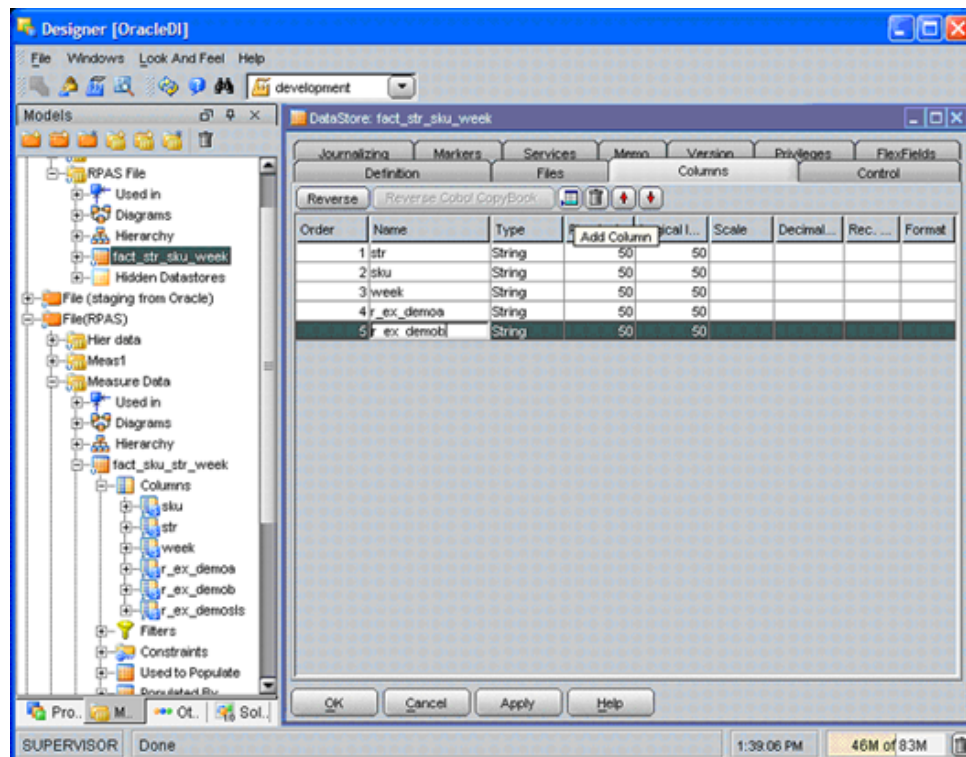 Designer [OracleDI]
File Windows Look And Feel Help
development
Models
RPAS File
Used in
Diagrams
Hierarchy
fact_str_sku_week
Hidden Datastores
File (staging from Oracle)
File(RPAS)
Hier data
Meas1
Measure Data
Used in
Diagrams
Hierarchy
fact_sku_str_week
Columns
sku
str
week
r_ex_demoa
r_ex_demob
r_ex_demosls
Filters
Constraints
Used to Populate
Populated By
Pro.. M.. Ot.. Sol..
DataStore: fact_str_sku_week
Journalizing Markers Services Memo Version Privileges FlexFields
Definition Files Columns Control
Reverse Reverse Cobol CopyBook
Order Name Type Scale Decimal... Rec. ... Format
Add Column
1 str String 50 50
2 sku String 50 50
3 week String 50 50
4 r_ex_demoa String 50 50
5 r_ex_demob String 50 50
OK Cancel Apply Help
SUPERVISOR Done 1:39:06 PM 46M of 83M